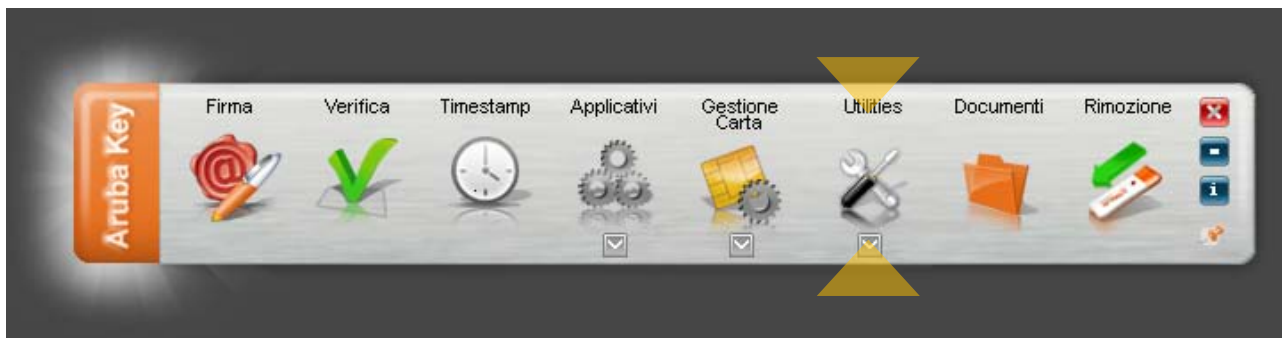 Aruba Key
Firma
Verifica
Timestamp
Applicativi
Gestione
Carta
Utilities
Documenti
Rimozione